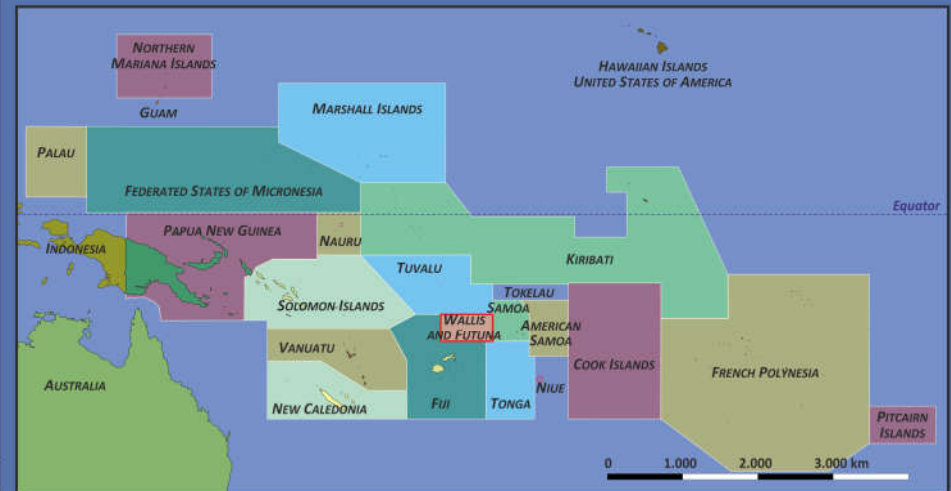 NORTHERN
MARIANA ISLANDS
HAWAIIAN ISLANDS
UNITED STATES OF AMERICA
GUAM
MARSHALL ISLANDS
PALAU
FEDERATED STATES OF MICRONESIA
Equator
PAPUA NEW GUINEA
NAURU
INDONESIA
KIRIBATI
TUVALU
TOKELAU
SOLOMON ISLANDS
SAMOA
WALLIS
AND FUTUNA
AMERICAN
SAMOA
VANUATU
COOK ISLANDS
FRENCH POLYNESIA
AUSTRALIA
NIUE
NEW CALEDONIA
FIJI
TONGA
PITCAIRN
ISLANDS
0 1.000 2.000 3.000 km